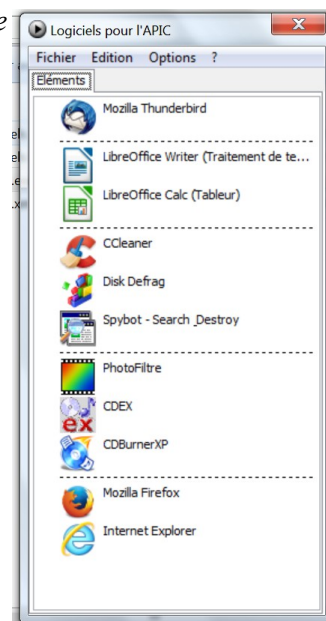 e
Logiciels pour l'APIC
Fichier Edition Options ?
Eléments
Mozilla Thunderbird
LibreOffice Writer (Traitement de te...
LibreOffice Calc (Tableur)
CCleaner
Disk Defrag
Spybot - Search _Destroy
PhotoFiltre
CDEX
ex
CDBurnerXP
Mozilla Firefox
Internet Explorer